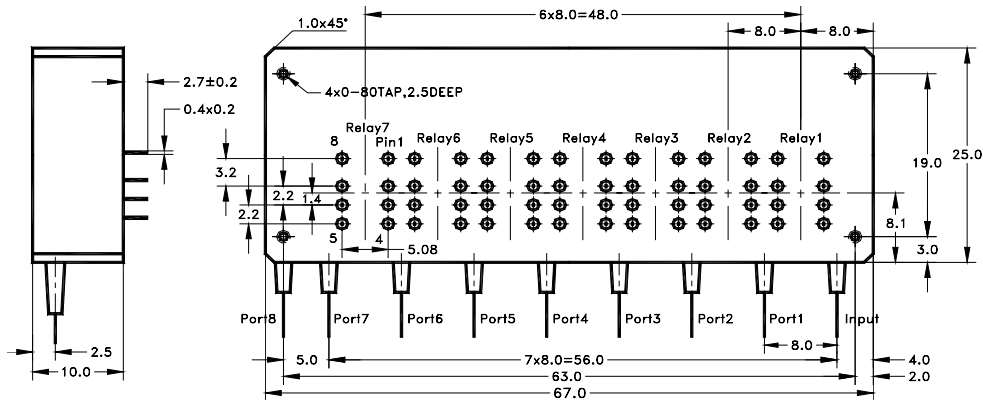 6x8.0=48.0
1.0x45°
8.0
8.0
2.7±0.2
4x0-80TAP,2.5DEEP
0.4x0.2
Relay7
8
Pin1
Relay6
Relay5
Relay4
Relay3
Relay2
Relay1
3.2
19.0
25.0
2.2
1.4
2.2
8.1
5
4
5.08
3.0
Port8
Port7
Port6
Port5
Port4
Port3
Port2
Port1
Input
8.0
2.5
5.0
7x8.0=56.0
4.0
10.0
63.0
2.0
67.0